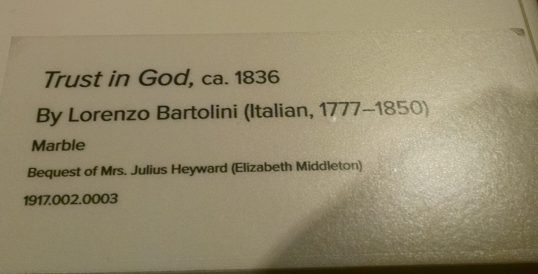 Trust in God, ca. 1836
By Lorenzo Bartolini (Italian, 1777–1850)
Marble
Bequest of Mrs. Julius Heyward (Elizabeth Middleton)
1917.002.0003